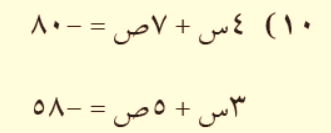 ١٠) ٤س + ٧ص = -٨٠
٣س + ٥ص = -٥٨